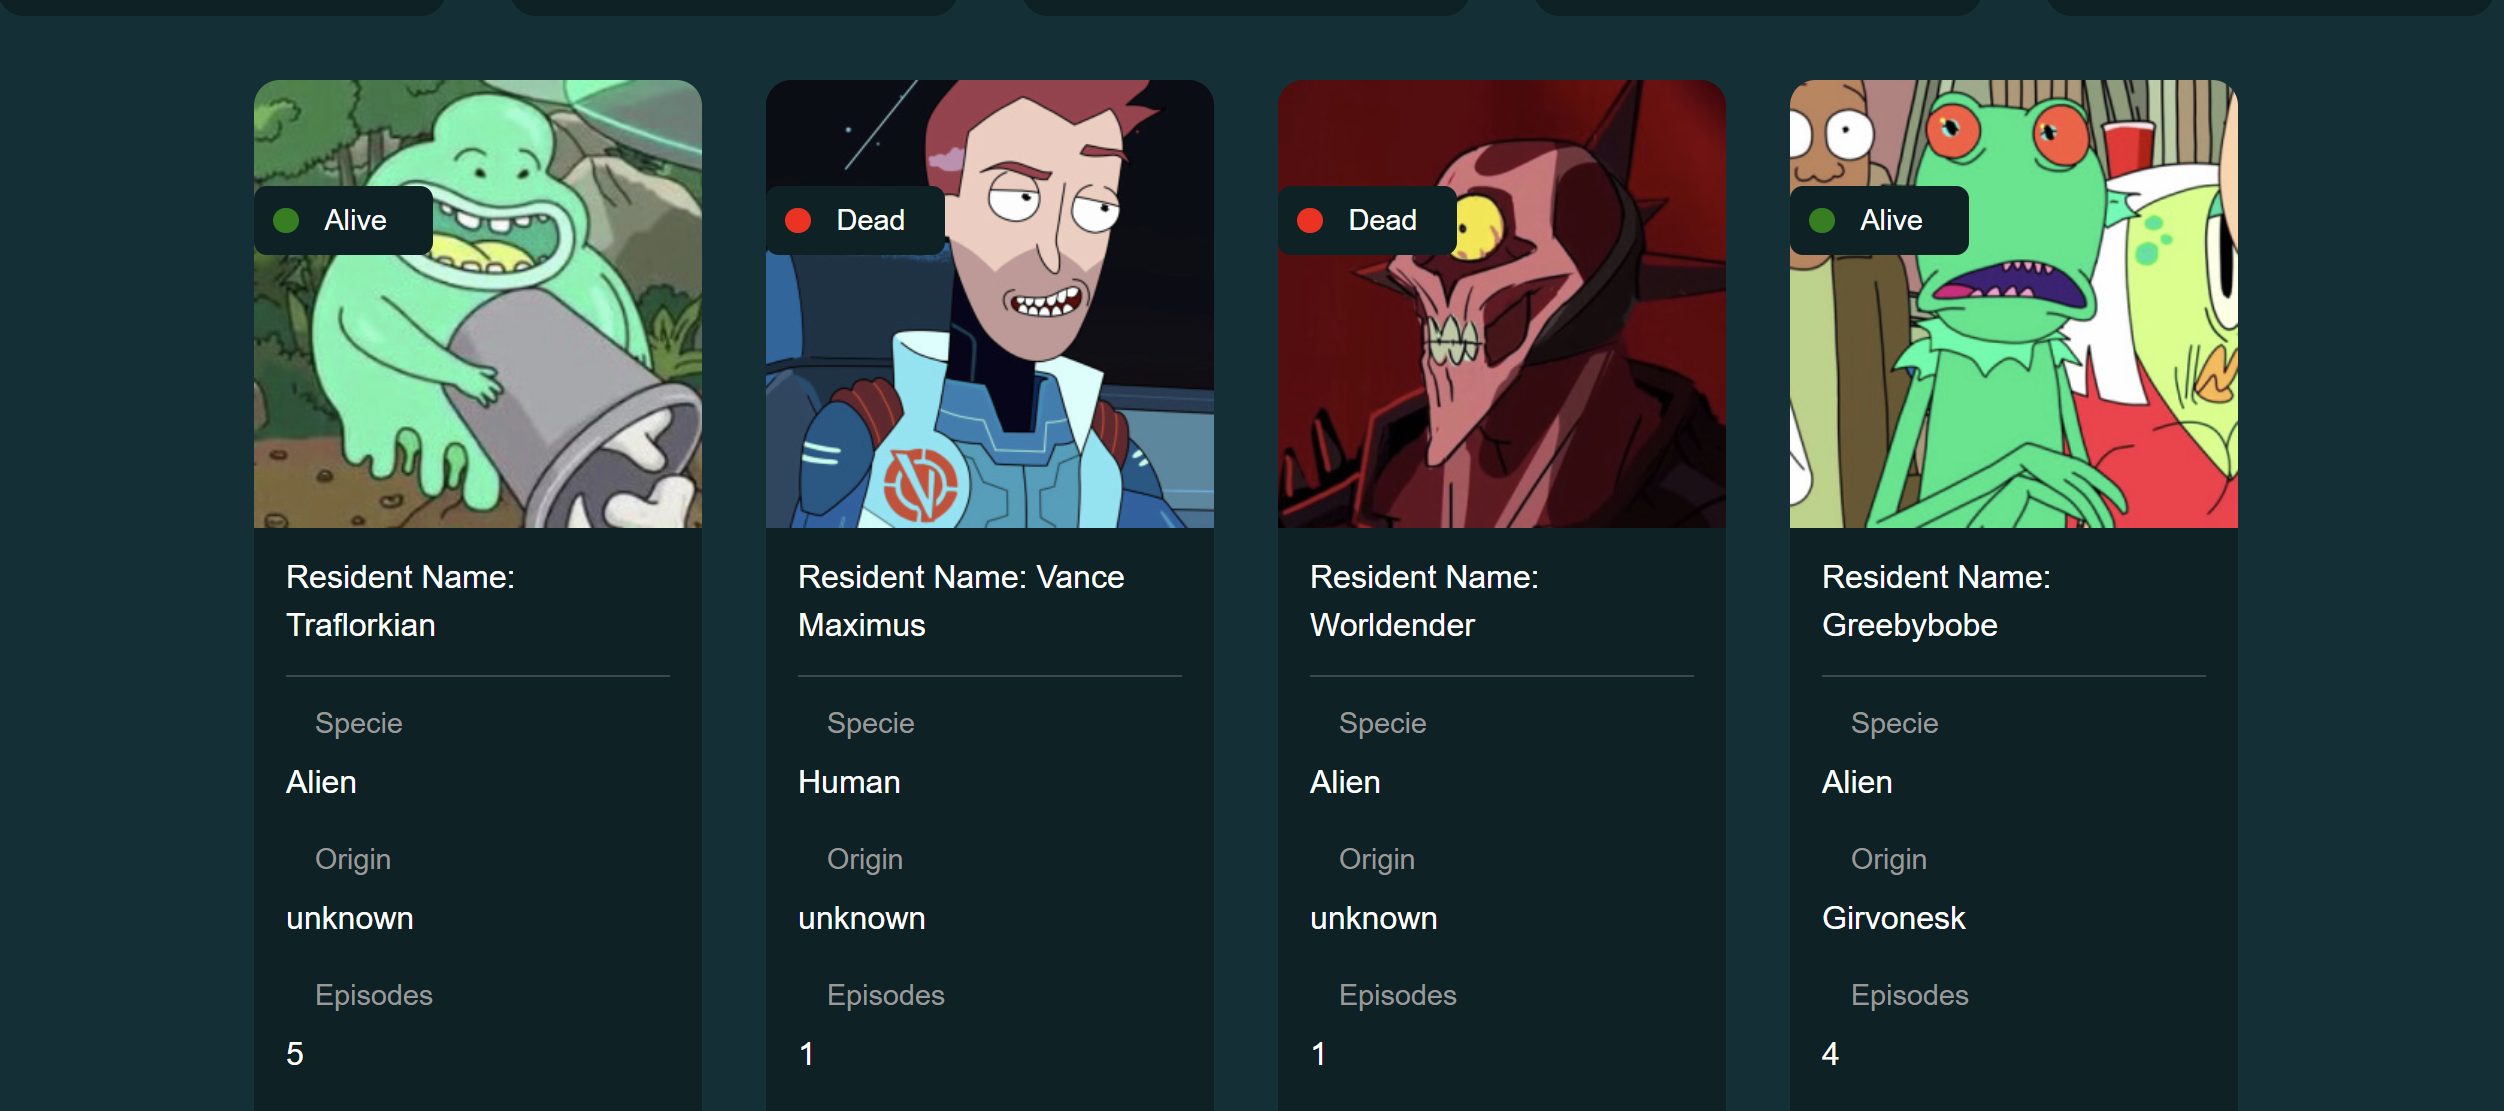 Alive
Resident Name:
Traflorkian
Specie
Alien
Origin
unknown
Episodes
5
Dead
Resident Name: Vance
Maximus
Specie
Human
Origin
unknown
Episodes
1
Dead
Resident Name:
Worldender
Specie
Alien
Origin
unknown
Episodes
1
Alive
Resident Name:
Greebybobe
Specie
Alien
Origin
Girvonesk
Episodes
4